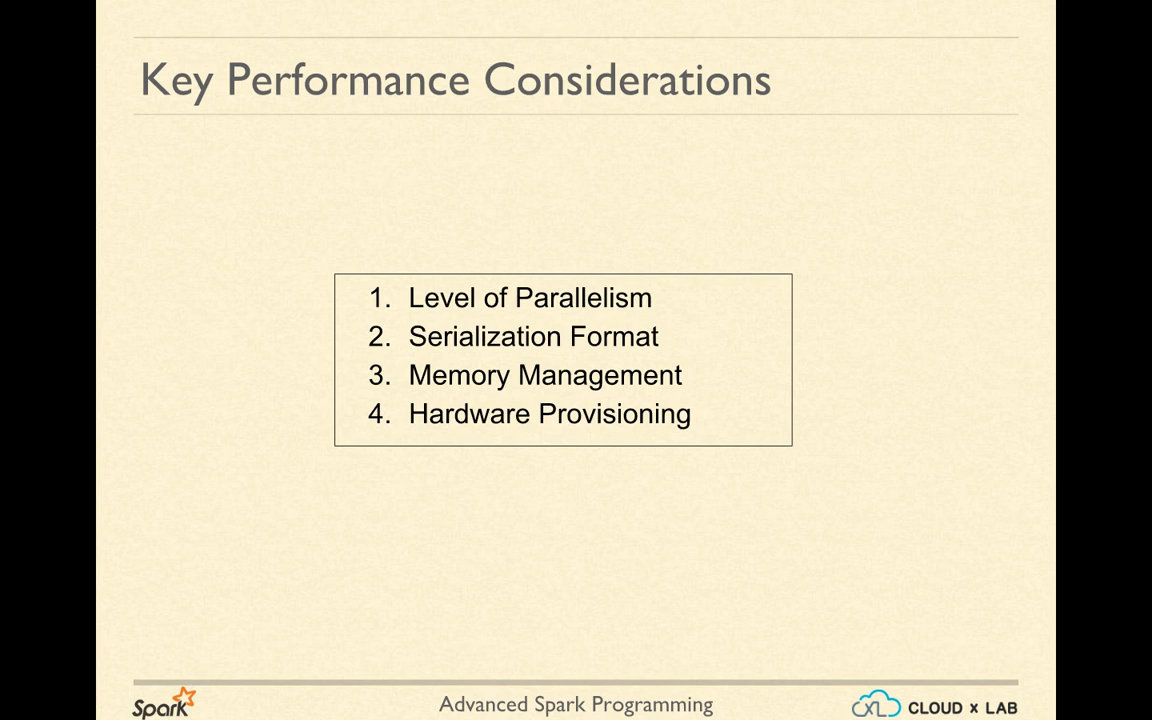 Key Performance Considerations
1. Level of Parallelism
2. Serialization Format
3. Memory Management
4. Hardware Provisioning
Spark
Advanced Spark Programming
CXL CLOUD x LAB